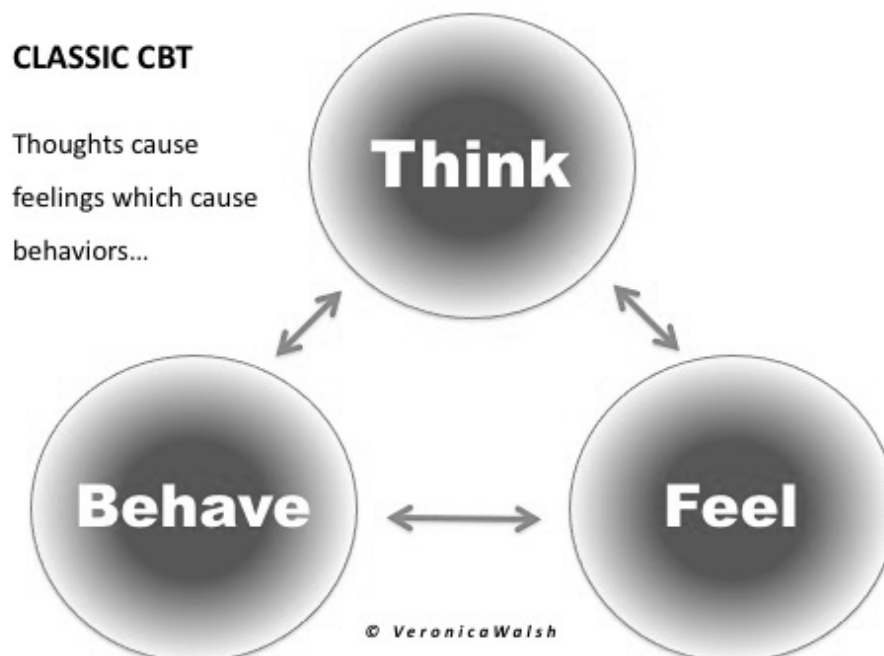 CLASSIC CBT
Thoughts cause
feelings which cause
behaviors...
Think
Behave
Feel
© VeronicaWalsh